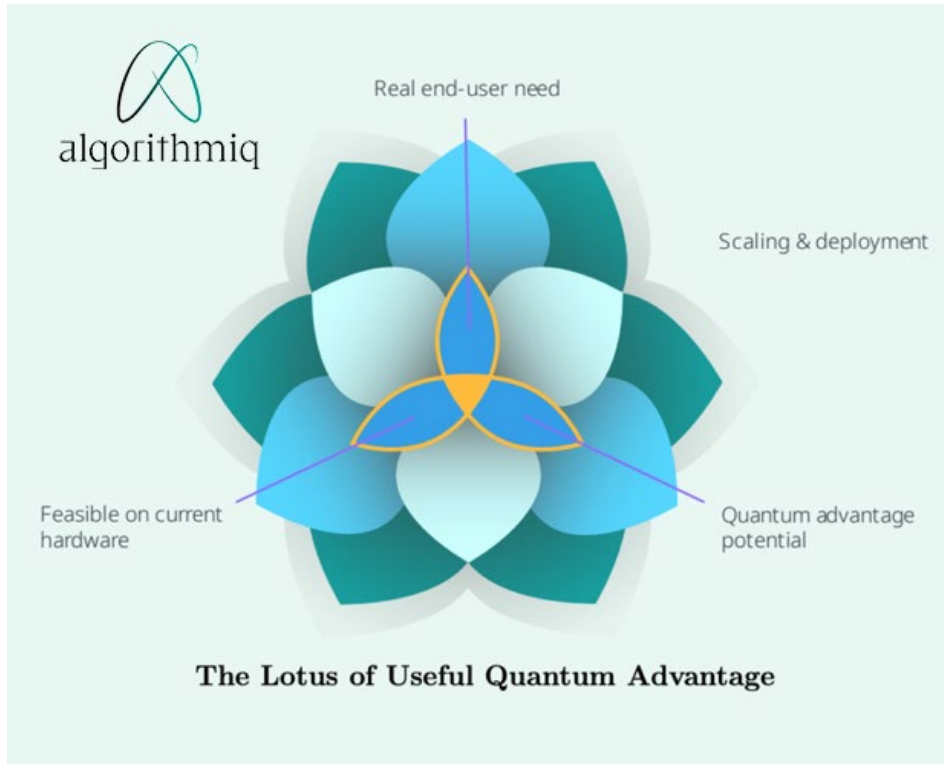 algorithmiq
Real end-user need
Scaling & deployment
Feasible on current
hardware
Quantum advantage
potential
The Lotus of Useful Quantum Advantage